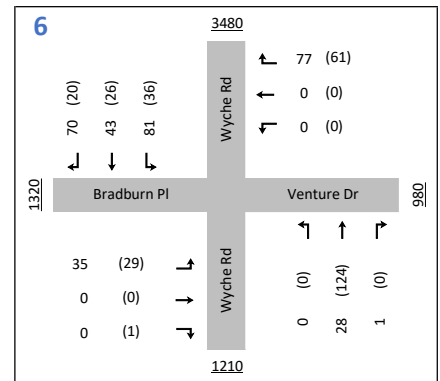 6
3480
77 (61)
0 (0)
0 (0)
(20) (26) (36)
70 43 81
Wyche Rd
1320
Bradburn Pl
Venture Dr
980
35 (29)
0 (0)
0 (1)
Wyche Rd
(0) (124) (0)
0 28 1
1210